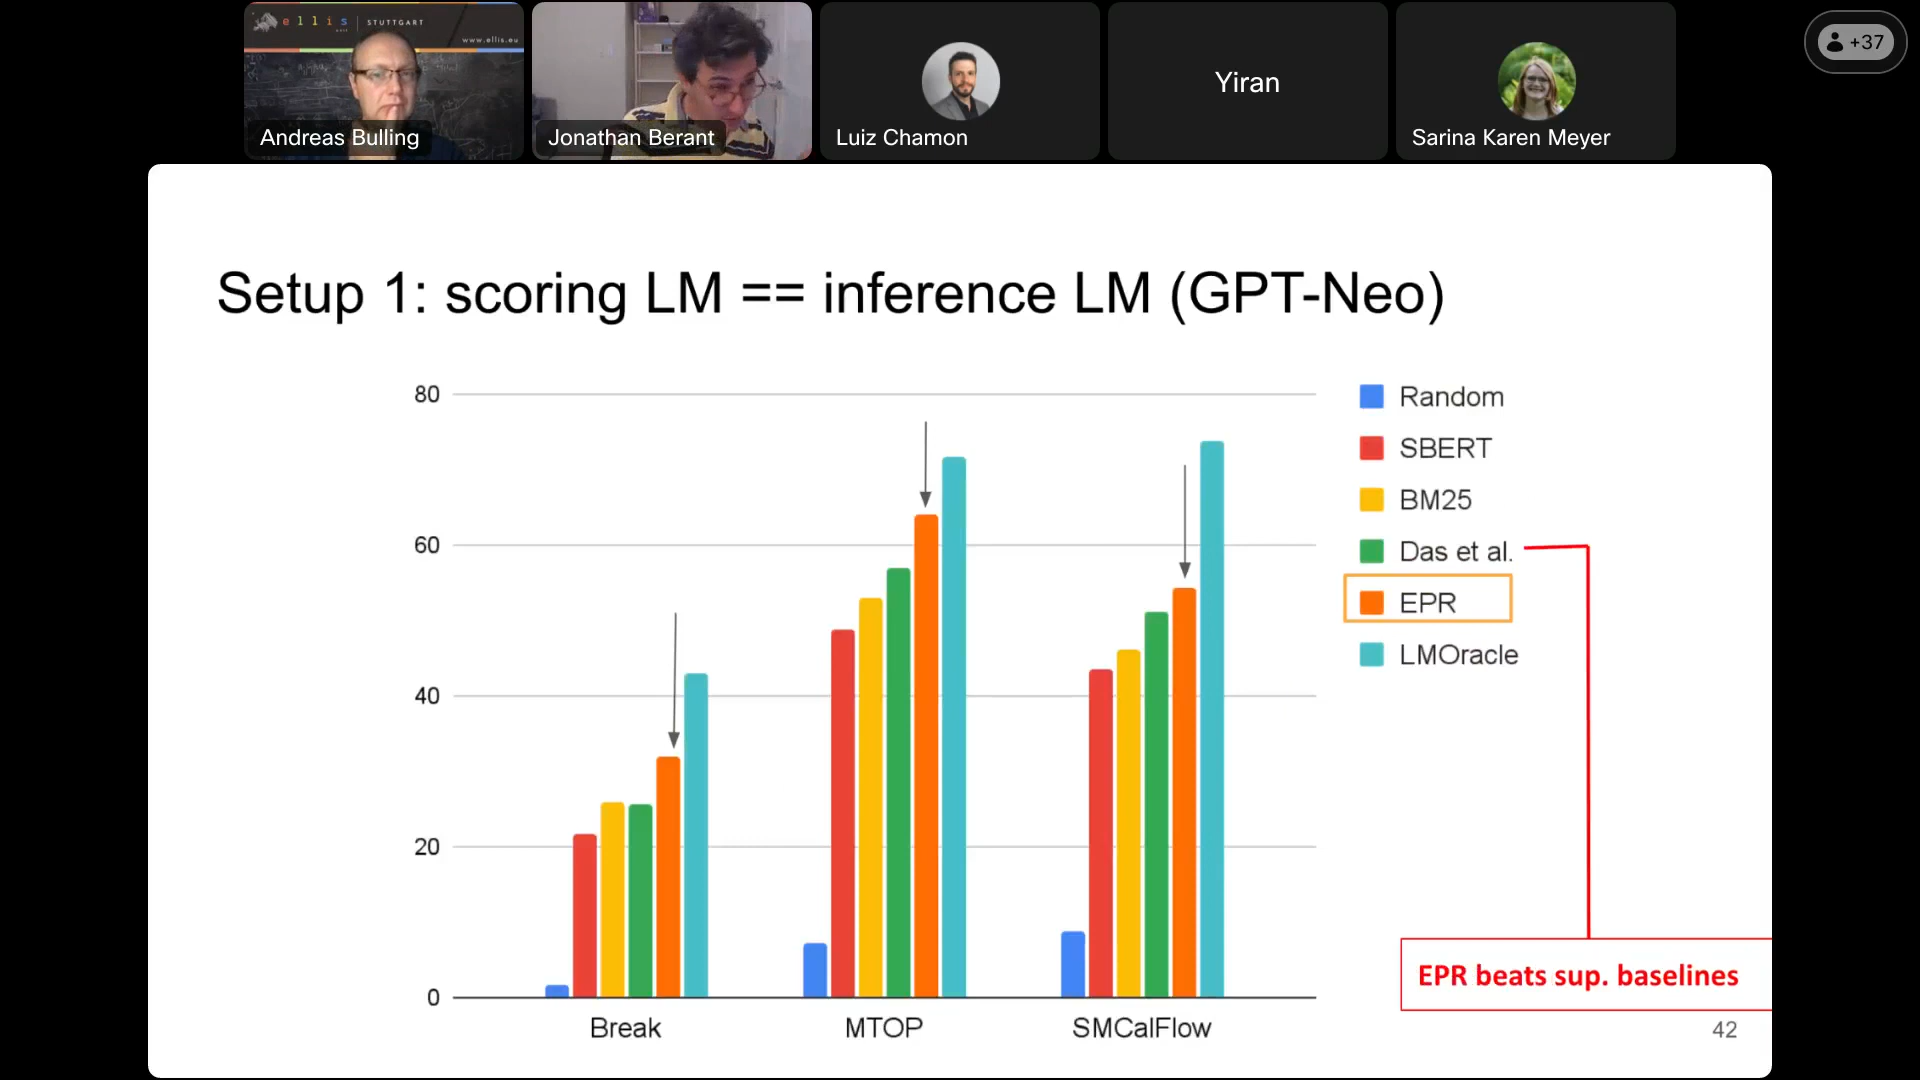 ellis | STUTTGART
www.ellis.eu
Andreas Bulling
Jonathan Berant
Luiz Chamon
Yiran
Sarina Karen Meyer
+37
Setup 1: scoring LM == inference LM (GPT-Neo)
80
60
40
20
0
Break
MTOP
SMCalFlow
Random
SBERT
BM25
Das et al.
EPR
LMOracle
EPR beats sup. baselines
42